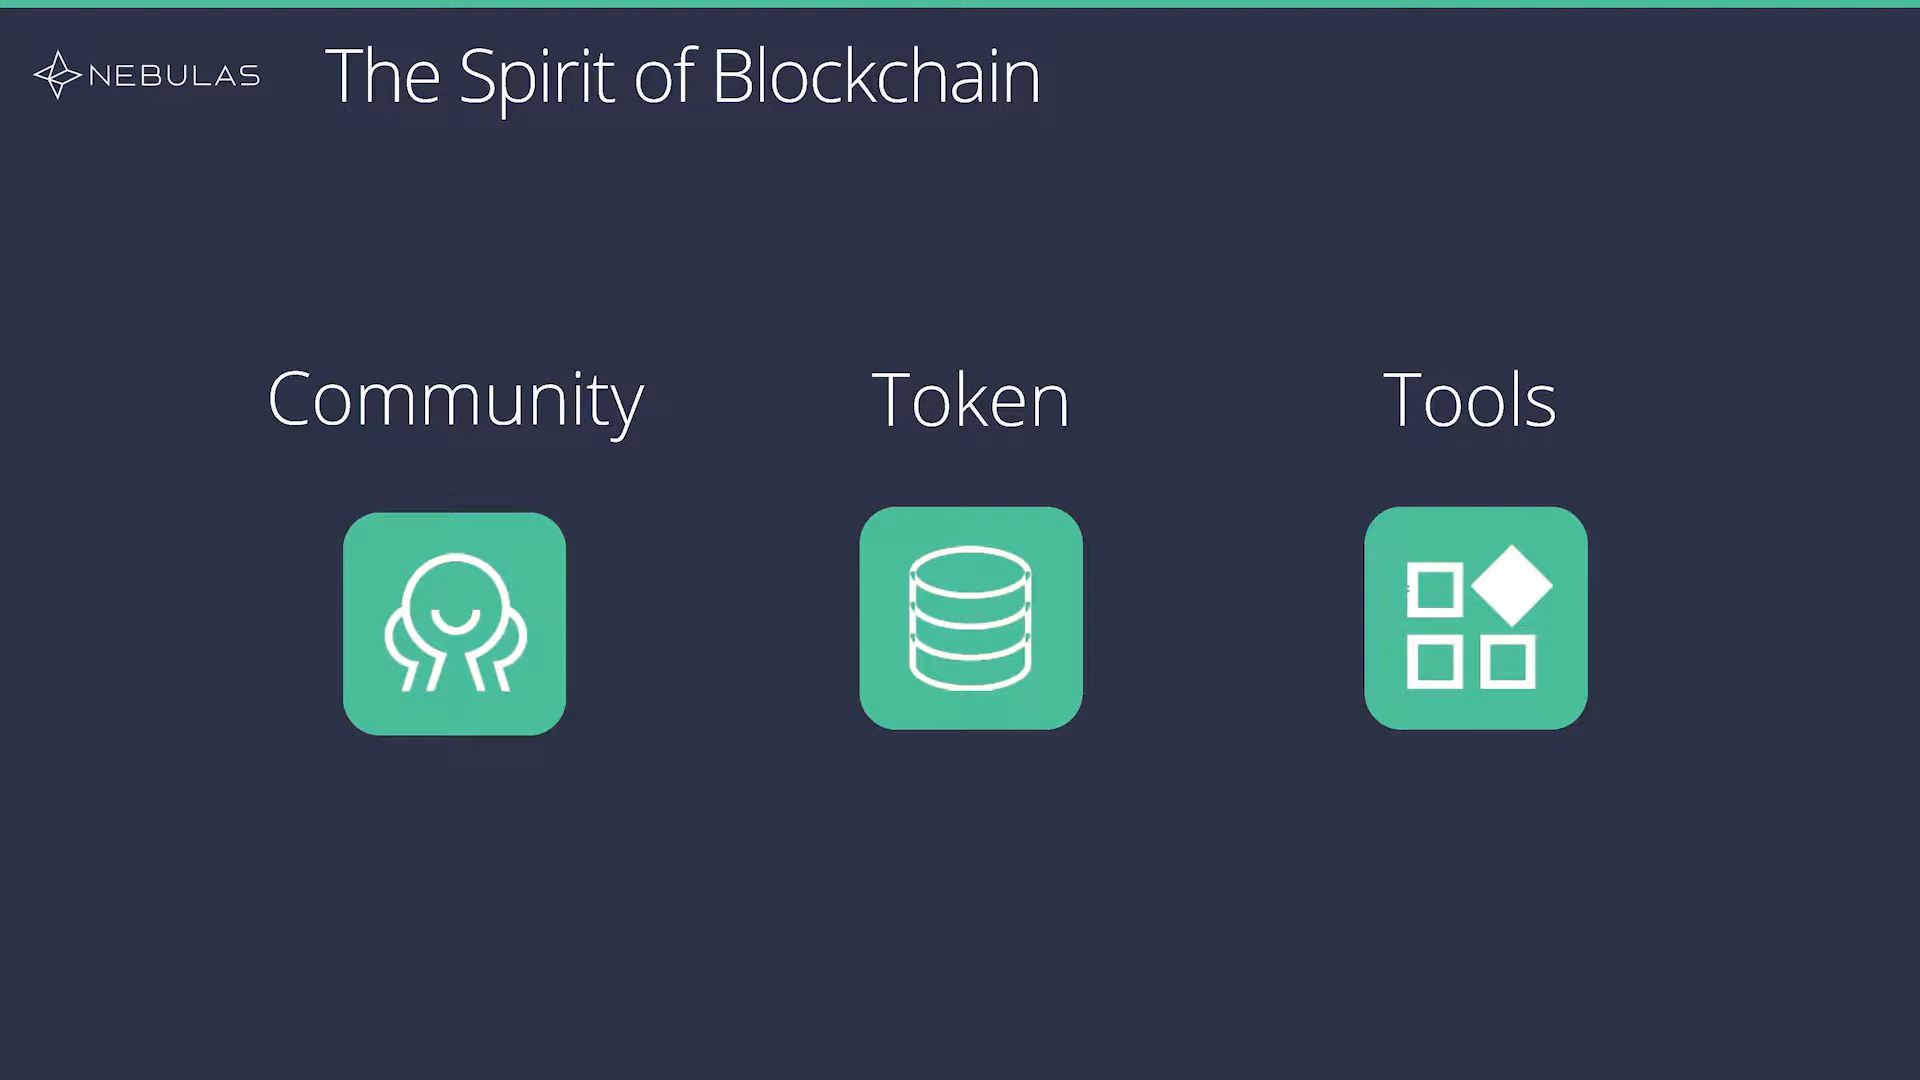 NEBULAS
The Spirit of Blockchain
Community
Token
Tools